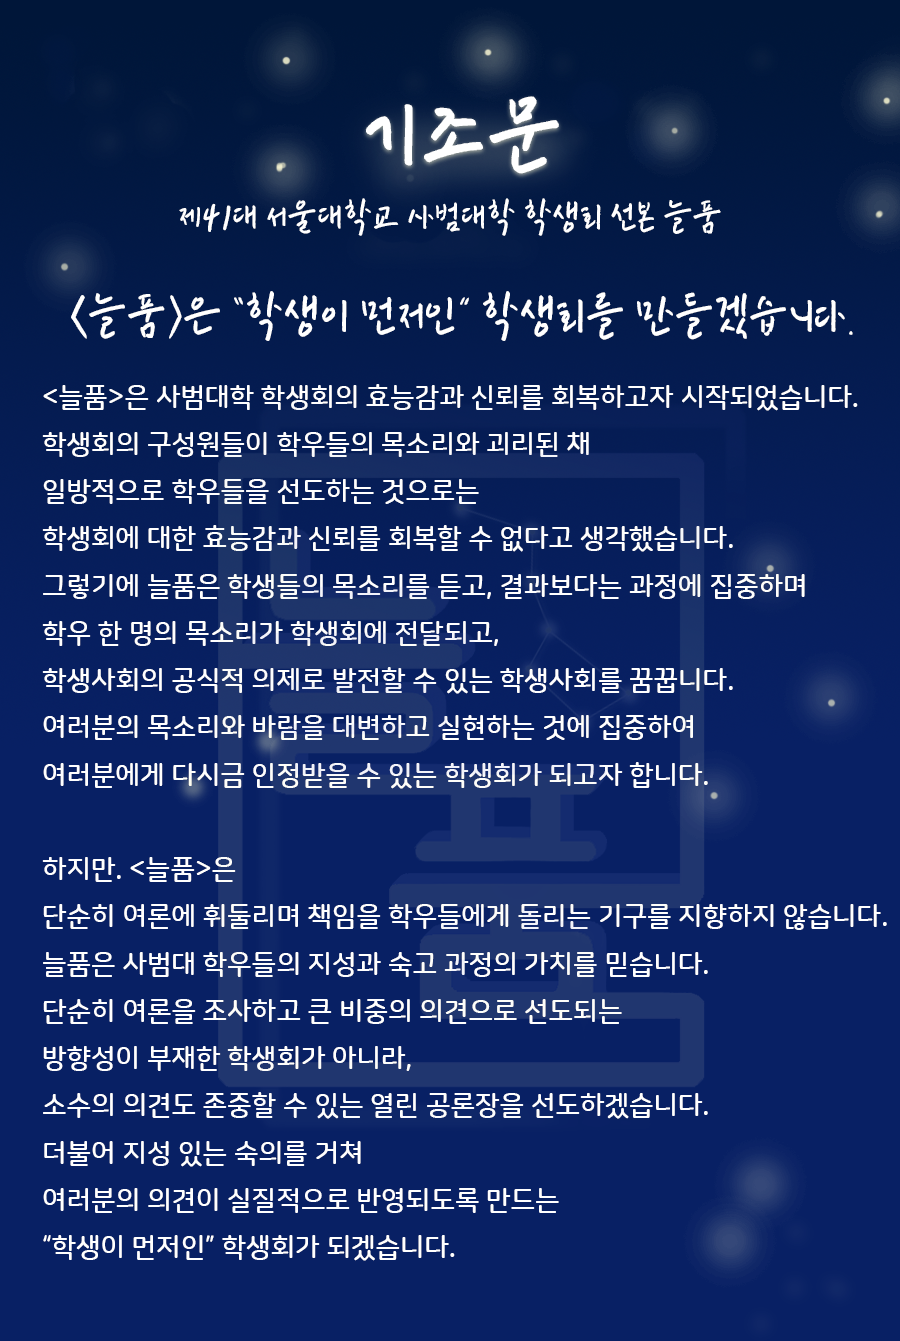 기조문
제41대 서울대학교 사범대학 학생회 선본 늘품
<늘품>은 "학생이 먼저인" 학생회를 만들겠습니다.
<늘품>은 사범대학 학생회의 효능감과 신뢰를 회복하고자 시작되었습니다.
학생회의 구성원들이 학우들의 목소리와 괴리된 채
일방적으로 학우들을 선도하는 것으로는
학생회에 대한 효능감과 신뢰를 회복할 수 없다고 생각했습니다.
그렇기에 늘품은 학생들의 목소리를 듣고, 결과보다는 과정에 집중하며
학우 한 명의 목소리가 학생회에 전달되고,
학생사회의 공식적 의제로 발전할 수 있는 학생사회를 꿈꿉니다.
여러분의 목소리와 바람을 대변하고 실현하는 것에 집중하여
여러분에게 다시금 인정받을 수 있는 학생회가 되고자 합니다.
하지만. <늘품>은
단순히 여론에 휘둘리며 책임을 학우들에게 돌리는 기구를 지향하지 않습니다.
늘품은 사범대 학우들의 지성과 숙고 과정의 가치를 믿습니다.
단순히 여론을 조사하고 큰 비중의 의견으로 선도되는
방향성이 부재한 학생회가 아니라,
소수의 의견도 존중할 수 있는 열린 공론장을 선도하겠습니다.
더불어 지성 있는 숙의를 거쳐
여러분의 의견이 실질적으로 반영되도록 만드는
“학생이 먼저인” 학생회가 되겠습니다.